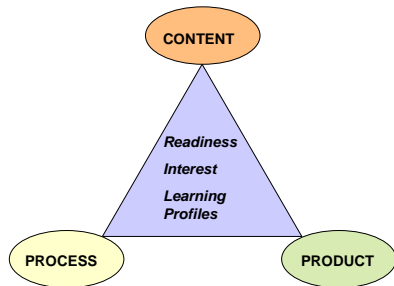 CONTENT
Readiness
Interest
Learning
Profiles
PROCESS
PRODUCT